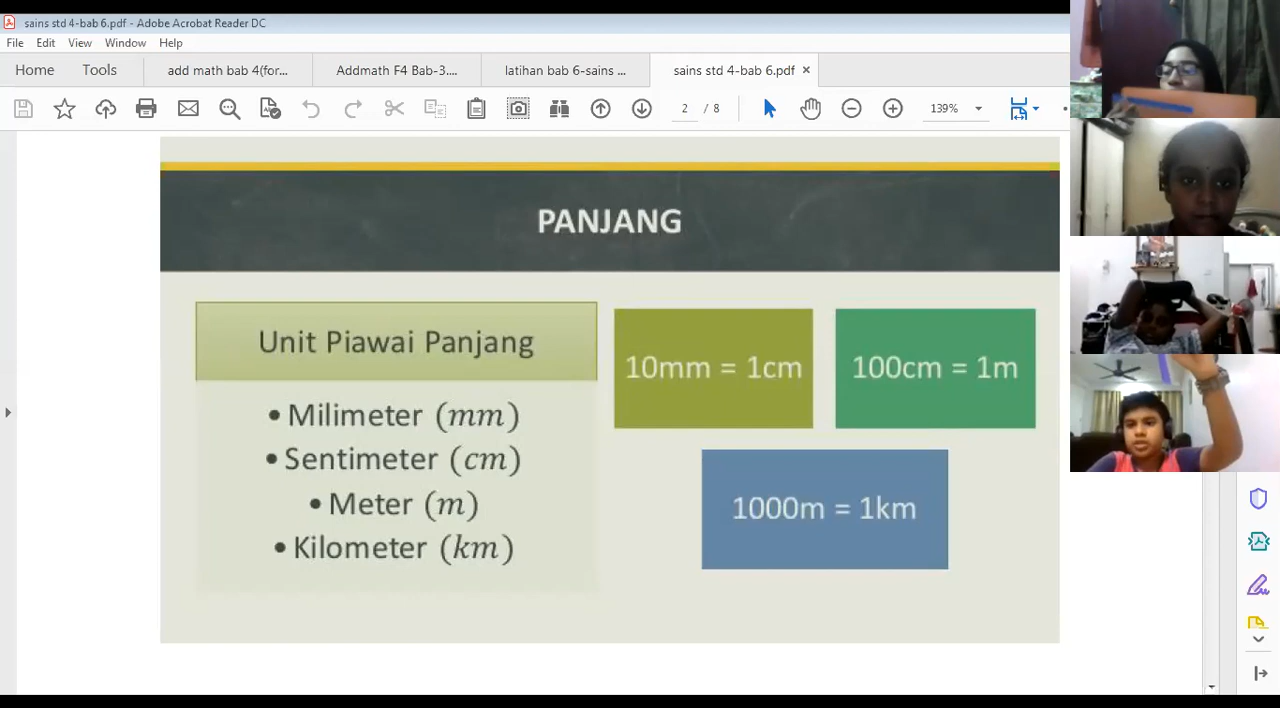 sains std 4-bab 6.pdf - Adobe Acrobat Reader DC
File Edit View Window Help
Home Tools add math bab 4(for... Addmath F4 Bab-3.... latihan bab 6-sains ... sains std 4-bab 6.pdf ×
2 / 8 139%
PANJANG
Unit Piawai Panjang
• Milimeter (mm)
• Sentimeter (cm)
• Meter (m)
• Kilometer (km)
10mm = 1cm
100cm = 1m
1000m = 1km